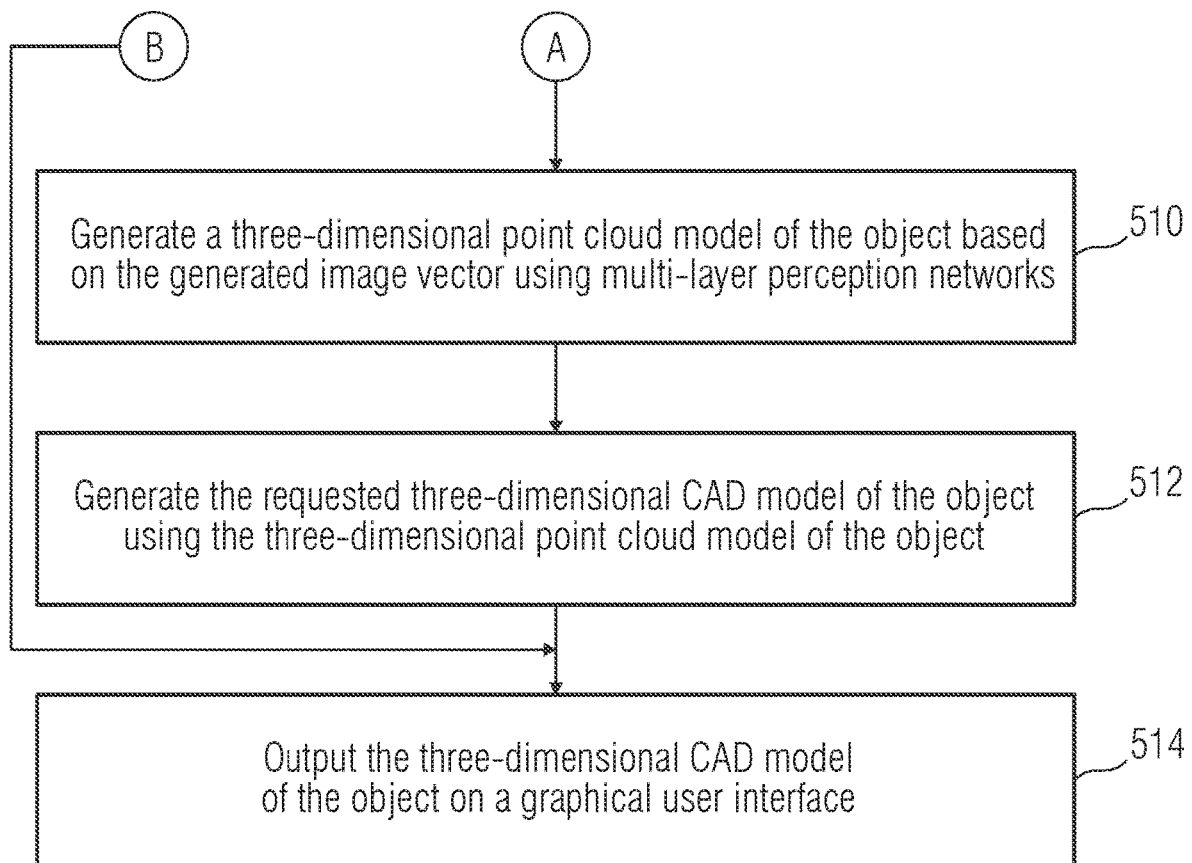 B
A
Generate a three-dimensional point cloud model of the object based
on the generated image vector using multi-layer perception networks
510
Generate the requested three-dimensional CAD model of the object
using the three-dimensional point cloud model of the object
512
Output the three-dimensional CAD model
of the object on a graphical user interface
514